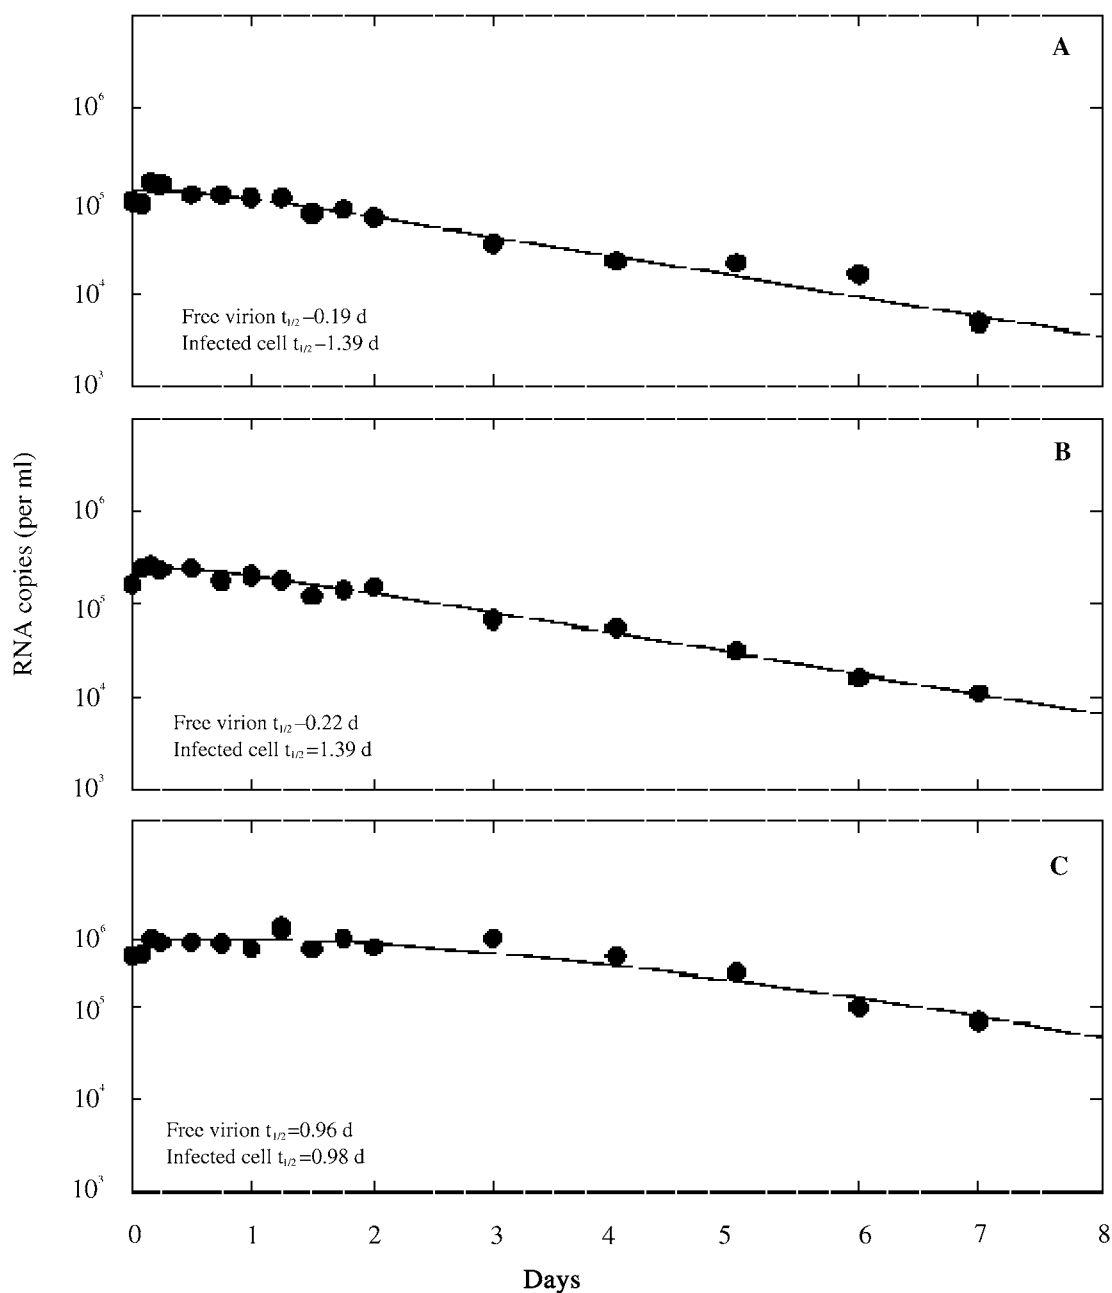 A
10⁶
10⁵
10⁴
10³
Free virion t₁/₂–0.19 d
Infected cell t₁/₂–1.39 d
B
10⁶
10⁵
10⁴
10³
Free virion t₁/₂–0.22 d
Infected cell t₁/₂=1.39 d
C
10⁶
10⁵
10⁴
10³
Free virion t₁/₂=0.96 d
Infected cell t₁/₂=0.98 d
RNA copies (per ml)
0 1 2 3 4 5 6 7 8
Days